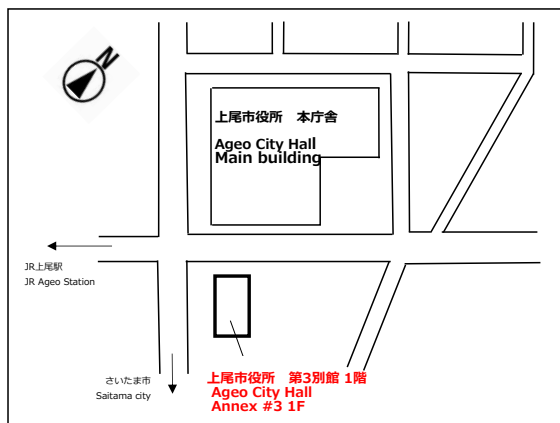 N
上尾市役所　本庁舎
Ageo City Hall
Main building
JR上尾駅
JR Ageo Station
さいたま市
Saitama city
上尾市役所　第3別館 1階
Ageo City Hall
Annex #3 1F